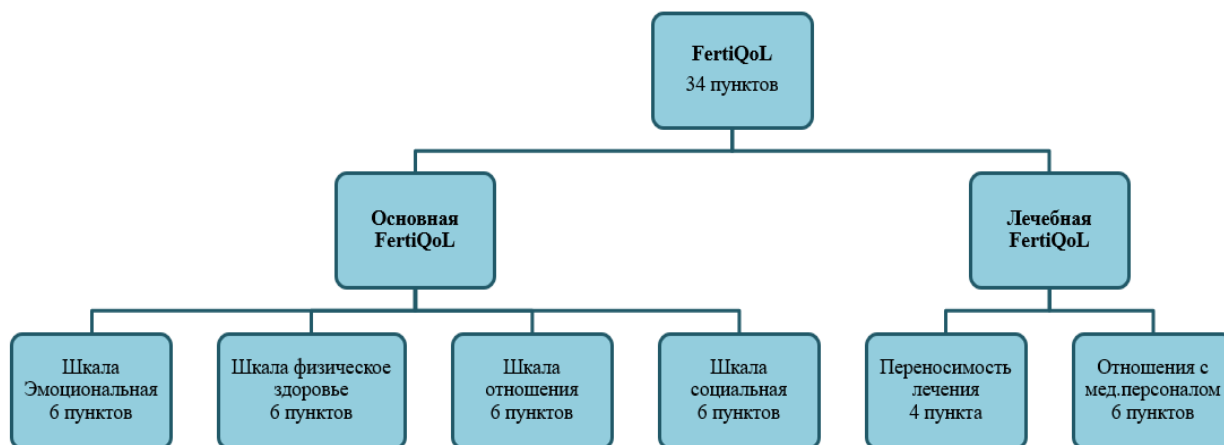 FertiQoL
34 пунктов
Основная
FertiQoL
Лечебная
FertiQoL
Шкала
Эмоциональная
6 пунктов
Шкала физическое
здоровье
6 пунктов
Шкала
отношения
6 пунктов
Шкала
социальная
6 пунктов
Переносимость
лечения
4 пункта
Отношения с
мед.персоналом
6 пунктов